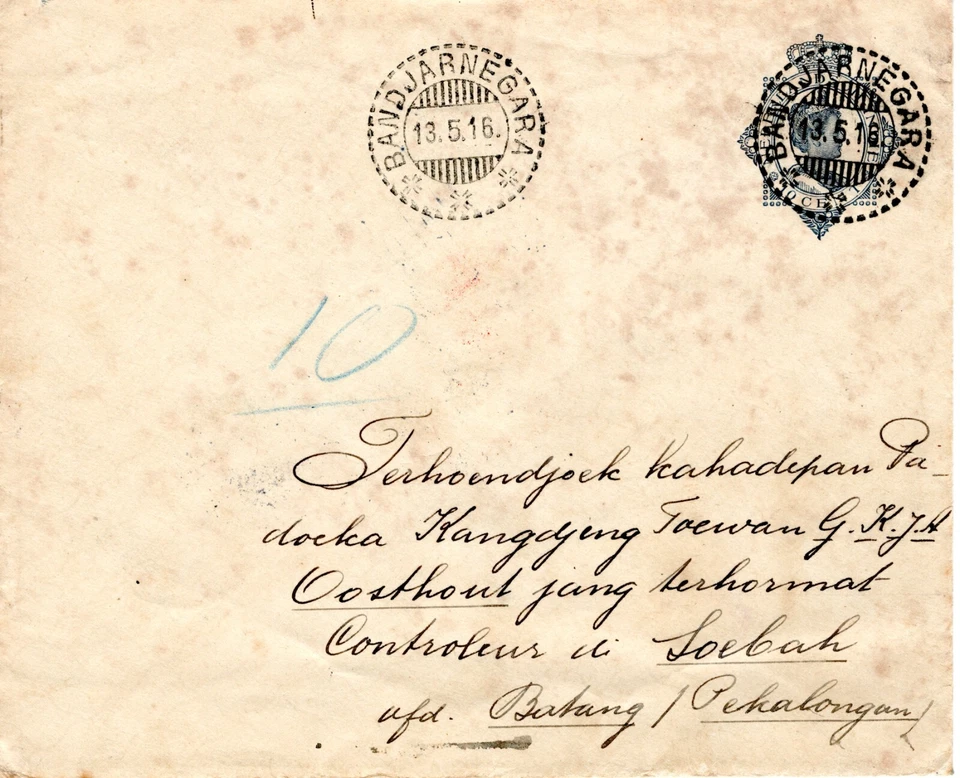 BANDJARNEGARA
13.5.16.
BANDJARNEGARA
13.5.16
10
Terhoendjoek kahadepan Pa-
doeka Kangdjeng Toewan G.K.J.A
Oosthout jang terhormat
Controleur di Soebah
afd. Batang / Pekalongan /